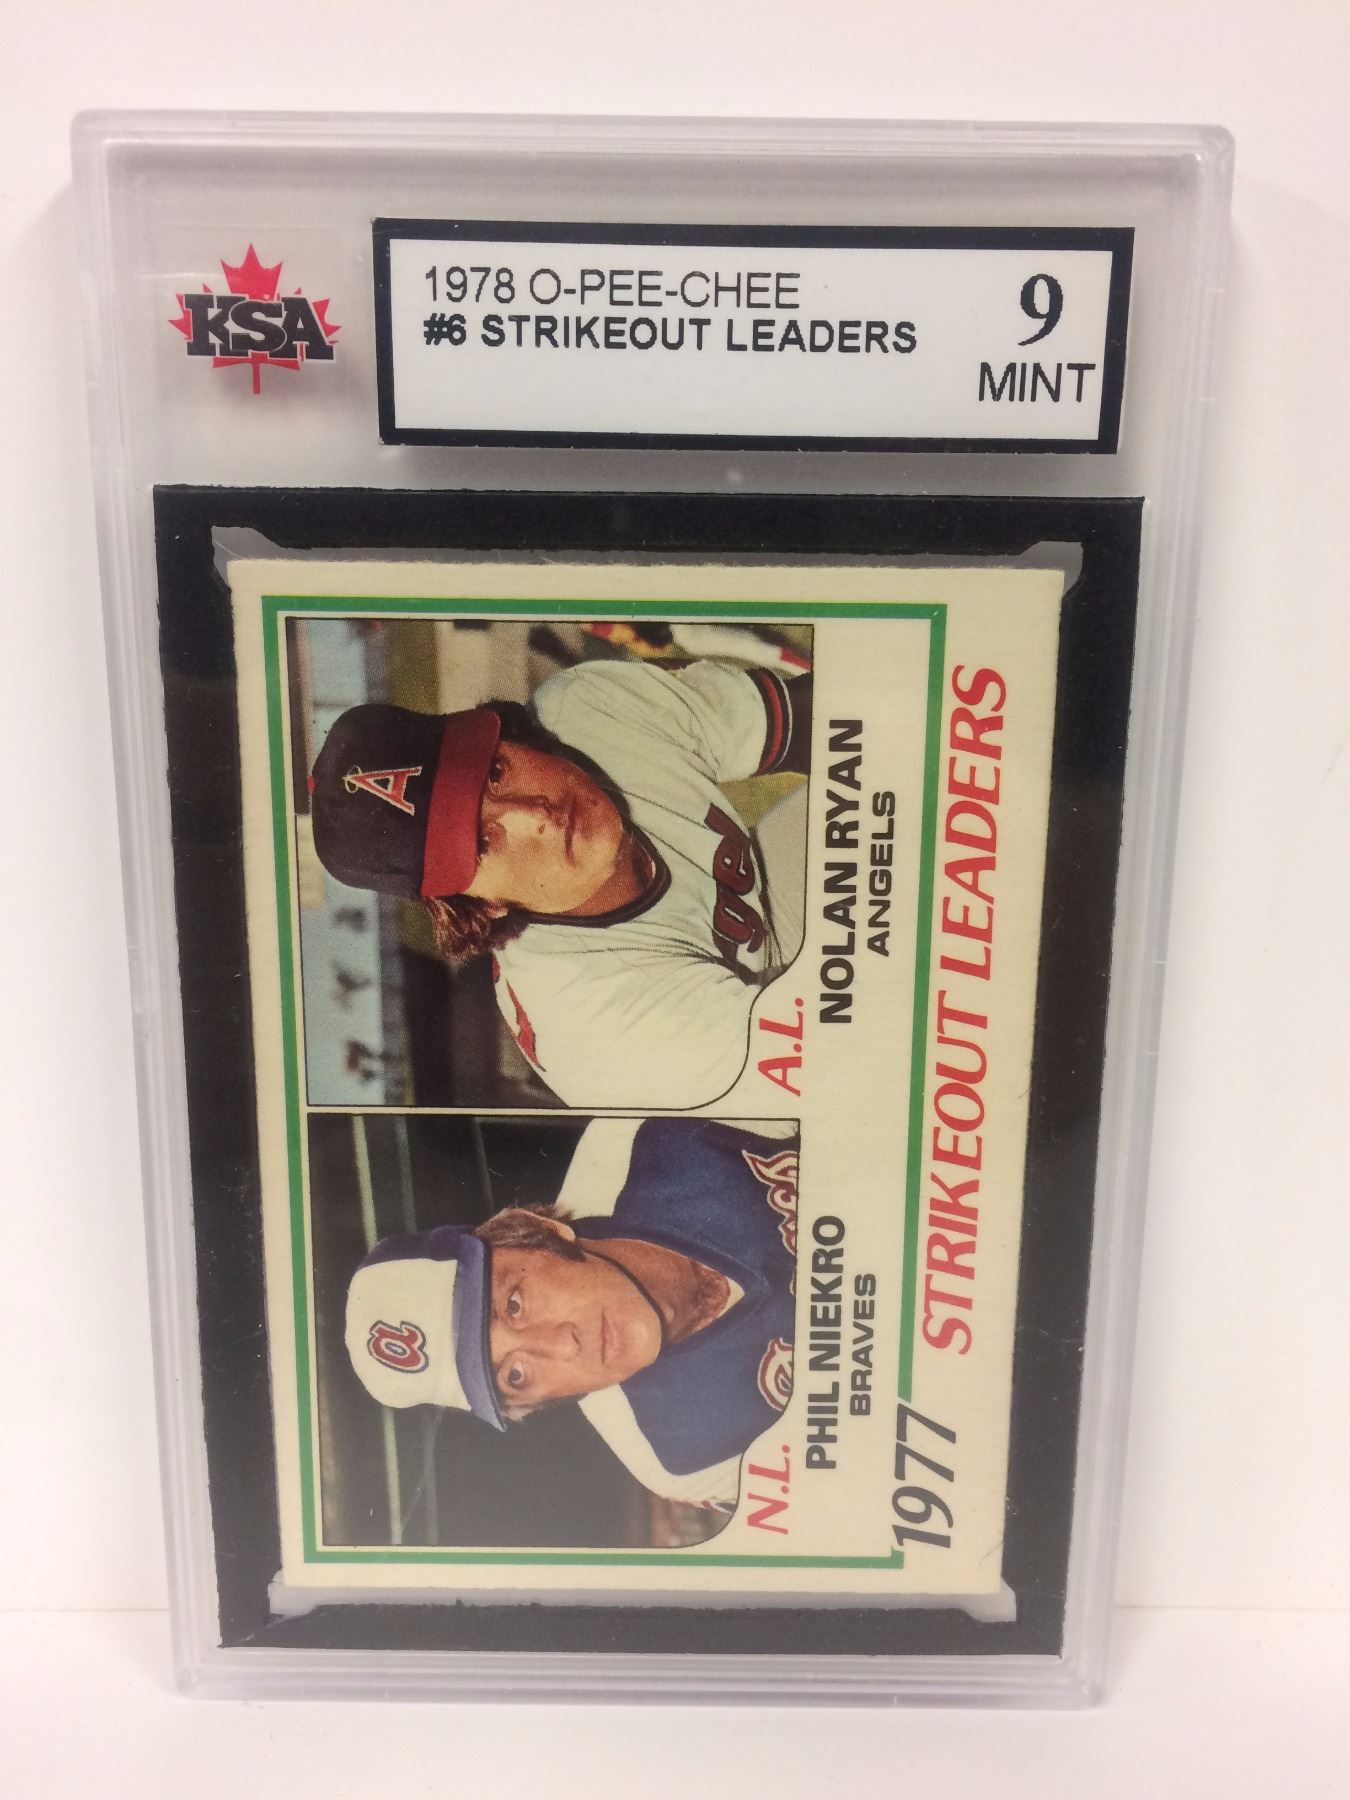 KSA
1978 O-PEE-CHEE
#6 STRIKEOUT LEADERS
9
MINT
A
a
N.L.
PHIL NIEKRO
BRAVES
A.L.
NOLAN RYAN
ANGELS
1977 STRIKEOUT LEADERS